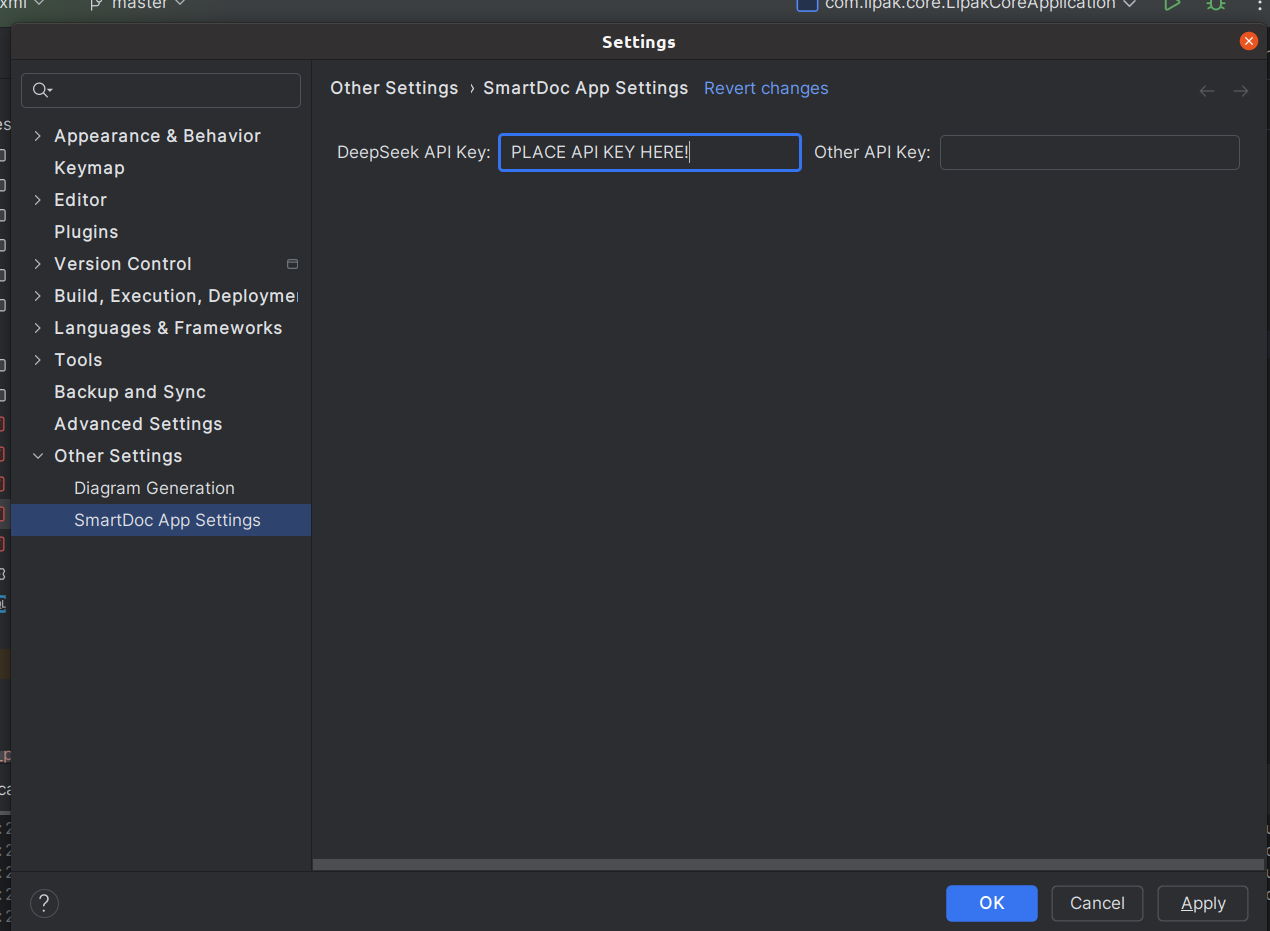 master
com.lipak.core.LipakCoreApplication
Settings
Other Settings › SmartDoc App Settings Revert changes
Appearance & Behavior
Keymap
Editor
Plugins
Version Control
Build, Execution, Deploymen
Languages & Frameworks
Tools
Backup and Sync
Advanced Settings
Other Settings
Diagram Generation
SmartDoc App Settings
DeepSeek API Key: PLACE API KEY HERE! Other API Key:
?
OK Cancel Apply